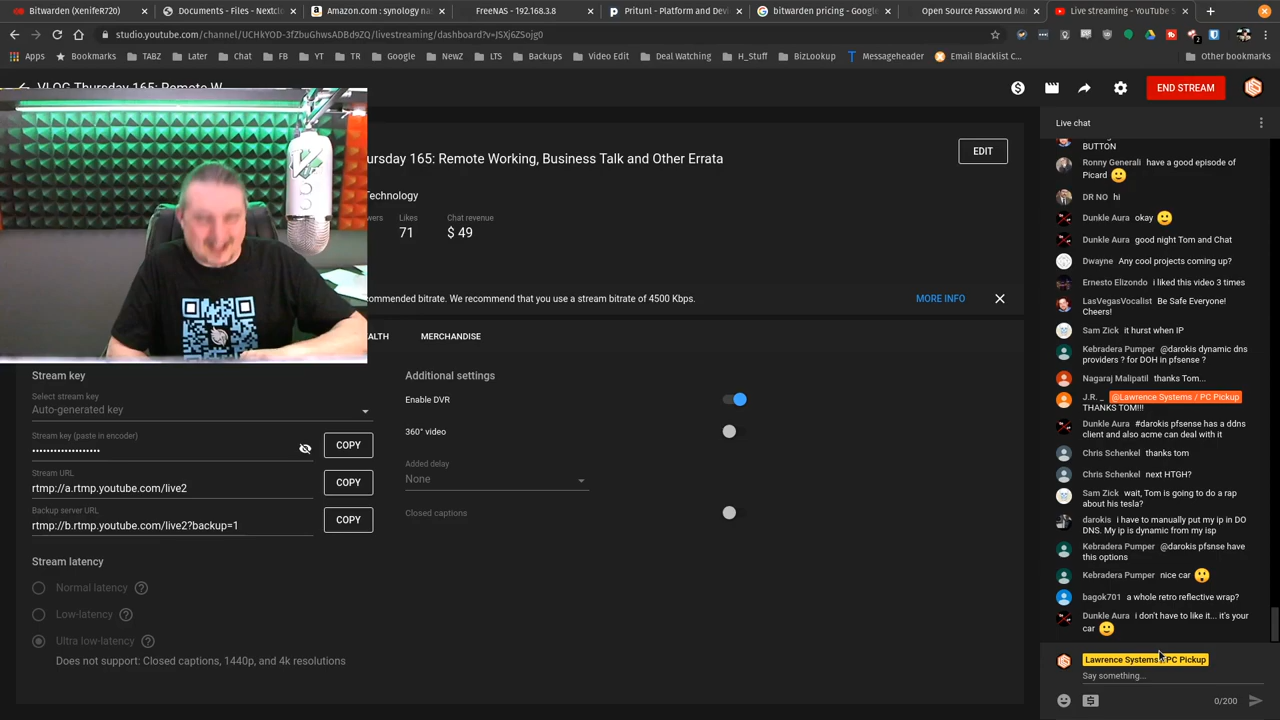 Bitwarden (XenifeR720)
Documents - Files - Nextclo
Amazon.com : synology nas
FreeNAS - 192.168.3.8
Pritunl - Platform and Dev
bitwarden pricing - Google
Open Source Password Ma
Live streaming - YouTube S
studio.youtube.com/channel/UCHkYOD-3fZbuGhwsADBd9ZQ/livestreaming/dashboard?v=JSXj6ZSojg0
Apps
Bookmarks
TABZ
Later
Chat
FB
YT
TR
Google
NewZ
LTS
Backups
Video Edit
Deal Watching
H_Stuff
BizLookup
Messageheader
Email Blacklist C...
Other bookmarks
VLOG Thursday 165: Remote W
END STREAM
ursday 165: Remote Working, Business Talk and Other Errata
EDIT
Technology
wers
Likes
Chat revenue
71
$ 49
ommended bitrate. We recommend that you use a stream bitrate of 4500 Kbps.
MORE INFO
EALTH
MERCHANDISE
Stream key
Select stream key
Auto-generated key
Stream key (paste in encoder)
••••••••••••••••••
COPY
Stream URL
rtmp://a.rtmp.youtube.com/live2
COPY
Backup server URL
rtmp://b.rtmp.youtube.com/live2?backup=1
COPY
Stream latency
Normal latency
Low-latency
Ultra low-latency
Does not support: Closed captions, 1440p, and 4k resolutions
Additional settings
Enable DVR
360° video
Added delay
None
Closed captions
Live chat
BUTTON
Ronny Generali have a good episode of
Picard 🙂
DR NO hi
Dunkle Aura okay 🙂
Dunkle Aura good night Tom and Chat
Dwayne Any cool projects coming up?
Ernesto Elizondo i liked this video 3 times
LasVegasVocalist Be Safe Everyone!
Cheers!
Sam Zick it hurst when IP
Kebradera Pumper @darokis dynamic dns
providers ? for DOH in pfsense ?
Nagaraj Malipatil thanks Tom...
J.R. _ @Lawrence Systems / PC Pickup
THANKS TOM!!!
Dunkle Aura #darokis pfsense has a ddns
client and also acme can deal with it
Chris Schenkel thanks tom
Chris Schenkel next HTGH?
Sam Zick wait, Tom is going to do a rap
about his tesla?
darokis i have to manually put my ip in DO
DNS. My ip is dynamic from my isp
Kebradera Pumper @darokis pfsnse have
this options
Kebradera Pumper nice car 😲
bagok701 a whole retro reflective wrap?
Dunkle Aura i don't have to like it... it's your
car 🙂
Lawrence Systems / PC Pickup
Say something...
0/200